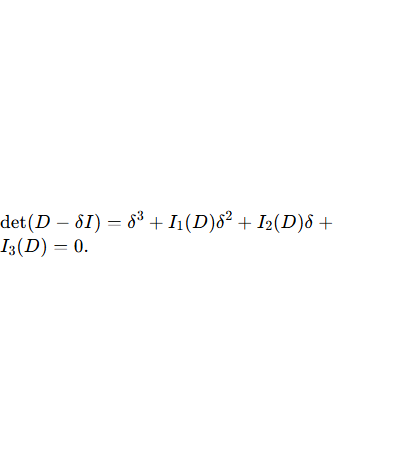 det(D − δI) = δ³ + I₁(D)δ² + I₂(D)δ +
I₃(D) = 0.